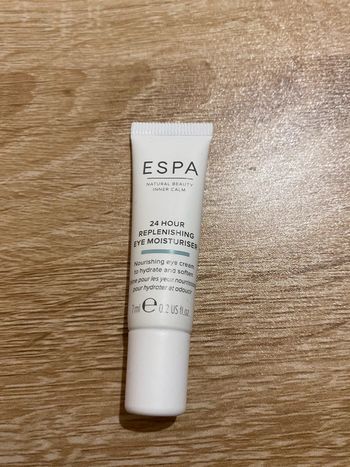 ESPA
NATURAL BEAUTY
INNER CALM
24 HOUR
REPLENISHING
EYE MOISTURISER
Nourishing eye cream
to hydrate and soften
pour les yeux
pour hydrater et adoucir
7ml e 0.2 US fl.oz